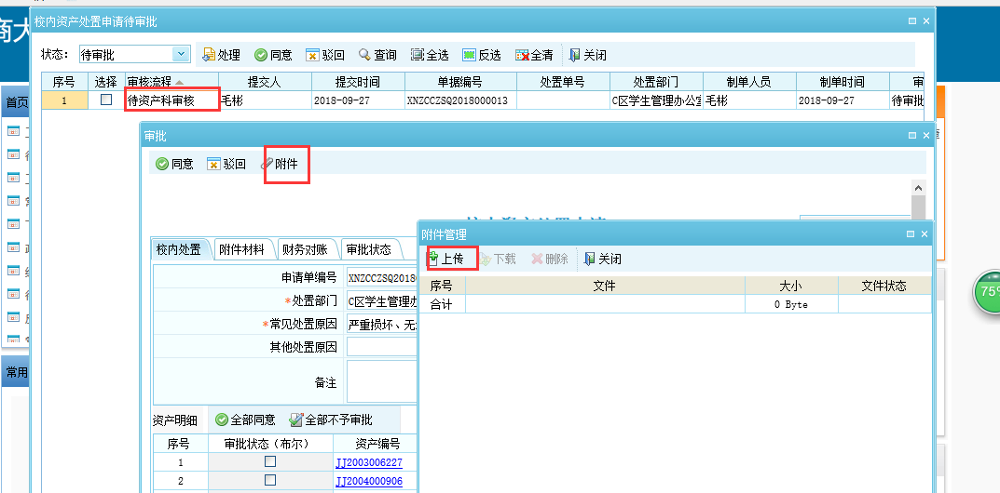 商大
校内资产处置申请待审批
状态： 待审批 处理 同意 驳回 查询 全选 反选 全清 关闭
序号 选择 审核流程 提交人 提交时间 单据编号 处置单号 处置部门 制单人员 制单时间 审
1 待资产科审核 毛彬 2018-09-27 XNZCCZSQ2018000013 C区学生管理办公室 毛彬 2018-09-27 待审批
首页
审批
同意 驳回 附件
附件管理
上传 下载 删除 关闭
序号 文件 大小 文件状态
合计 0 Byte
校内处置 附件材料 财务对账 审批状态
申请单编号 XNZCCZSQ2018
*处置部门 C区学生管理办
*常见处置原因 严重损坏、无
其他处置原因
备注
资产明细 全部同意 全部不予审批
序号 审批状态（布尔） 资产编号
1 JJ2003006227
2 JJ2004000906
常用
75%